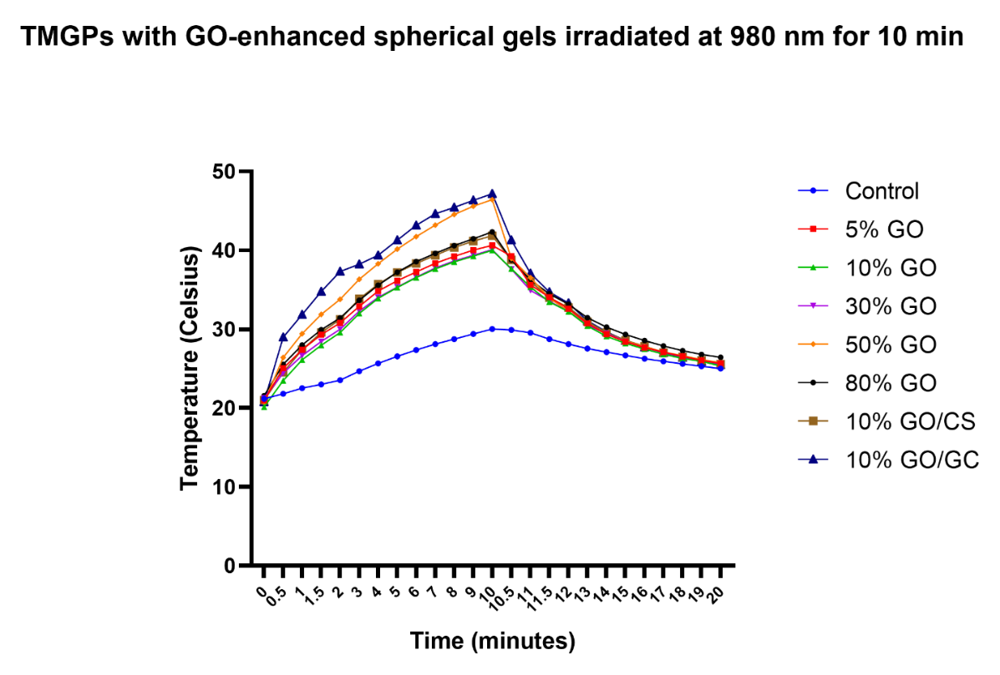 TMGPs with GO-enhanced spherical gels irradiated at 980 nm for 10 min
50
40
30
20
10
0
Temperature (Celsius)
0 0.5 1 1.5 2 3 4 5 6 7 8 9 10 10.5 11 11.5 12 13 14 15 16 17 18 19 20
Time (minutes)
Control
5% GO
10% GO
30% GO
50% GO
80% GO
10% GO/CS
10% GO/GC